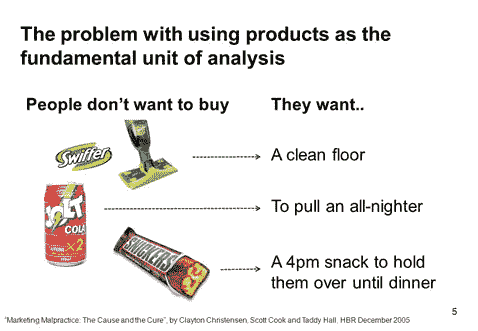 The problem with using products as the
fundamental unit of analysis
People don't want to buy
They want..
Swiffer
A clean floor
JOLT
COLA
x2
To pull an all-nighter
SNICKERS
A 4pm snack to hold
them over until dinner
5
"Marketing Malpractice: The Cause and the Cure", by Clayton Christensen, Scott Cook and Taddy Hall, HBR December 2005